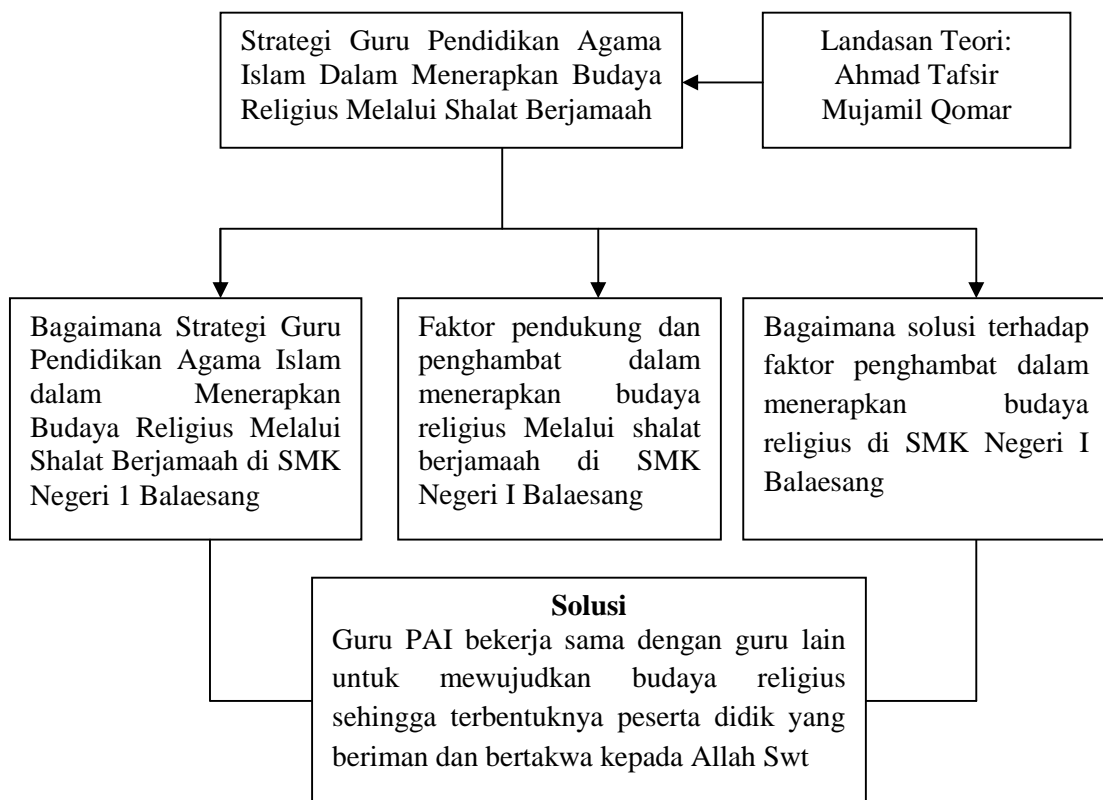 Strategi Guru Pendidikan Agama
Islam Dalam Menerapkan Budaya
Religius Melalui Shalat Berjamaah
Landasan Teori:
Ahmad Tafsir
Mujamil Qomar
Bagaimana Strategi Guru
Pendidikan Agama Islam
dalam Menerapkan
Budaya Religius Melalui
Shalat Berjamaah di SMK
Negeri 1 Balaesang
Faktor pendukung dan
penghambat dalam
menerapkan budaya
religius Melalui shalat
berjamaah di SMK
Negeri I Balaesang
Bagaimana solusi terhadap
faktor penghambat dalam
menerapkan budaya
religius di SMK Negeri I
Balaesang
Solusi
Guru PAI bekerja sama dengan guru lain
untuk mewujudkan budaya religius
sehingga terbentuknya peserta didik yang
beriman dan bertakwa kepada Allah Swt